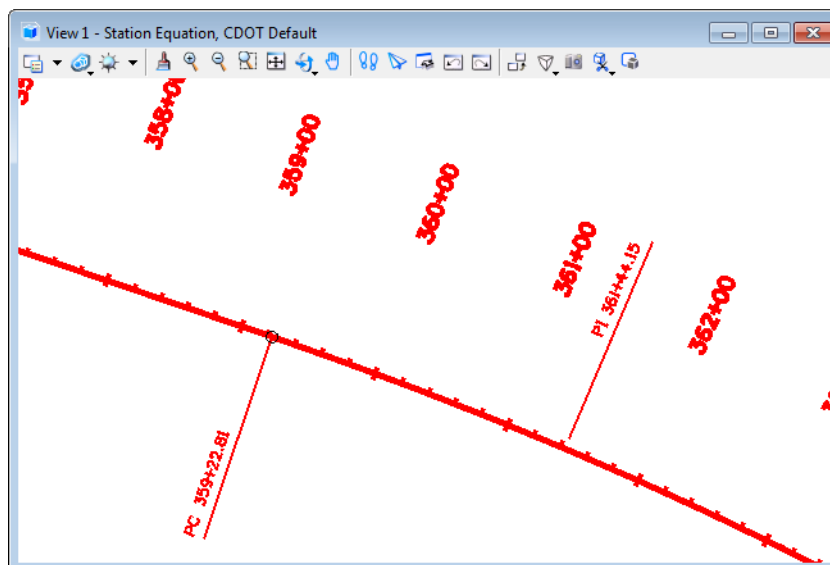 View 1 - Station Equation, CDOT Default
358+00
359+00
360+00
361+00
PI 361+44.15
362+00
PC 359+22.81